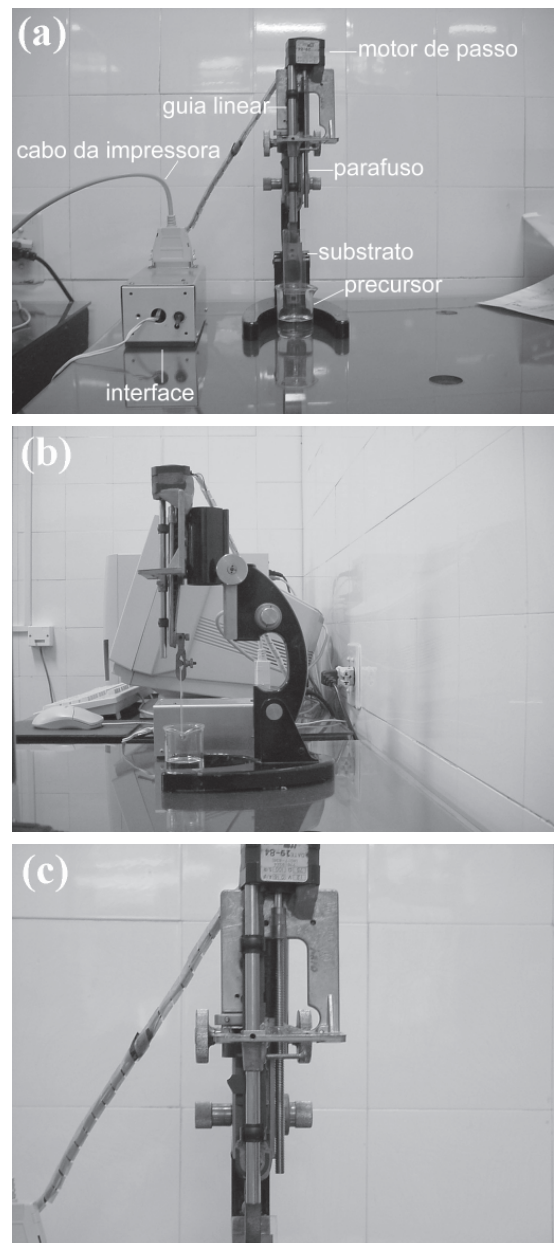 (a)
motor de passo
guia linear
cabo da impressora
parafuso
substrato
precursor
interface
(b)
(c)